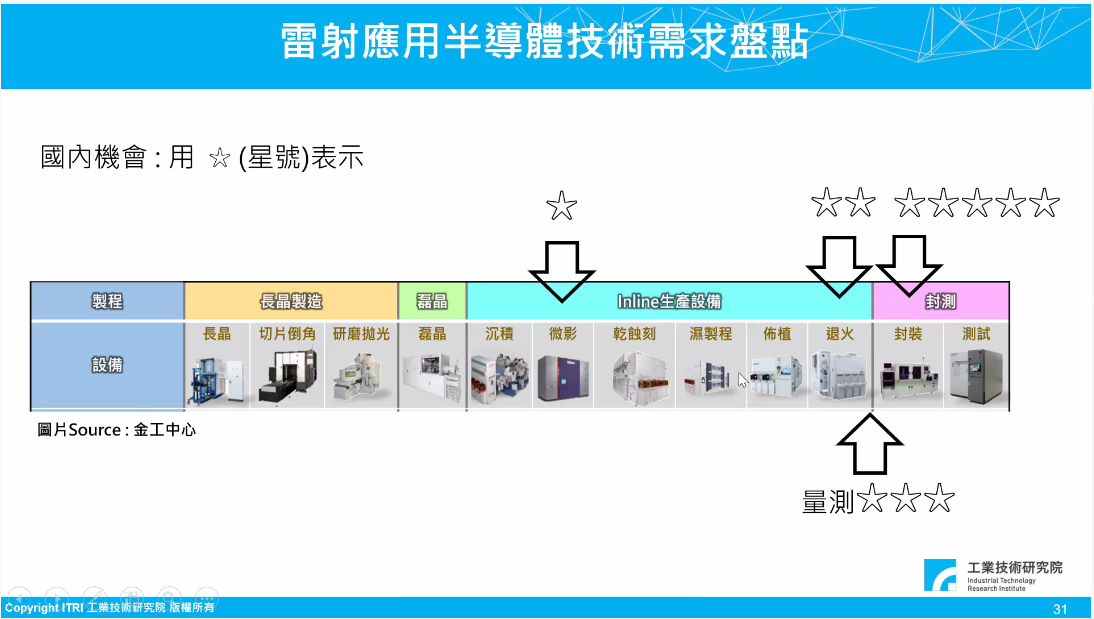 雷射應用半導體技術需求盤點
國內機會 : 用 ☆ (星號)表示
☆ ☆☆ ☆☆☆☆☆
製程 長晶製造 磊晶 Inline生產設備 封測
設備 長晶 切片倒角 研磨拋光 磊晶 沉積 微影 乾蝕刻 濕製程 佈植 退火 封裝 測試
圖片Source : 金工中心
量測☆☆☆
工業技術研究院
Industrial Technology
Research Institute
Copyright ITRI 工業技術研究院 版權所有
31